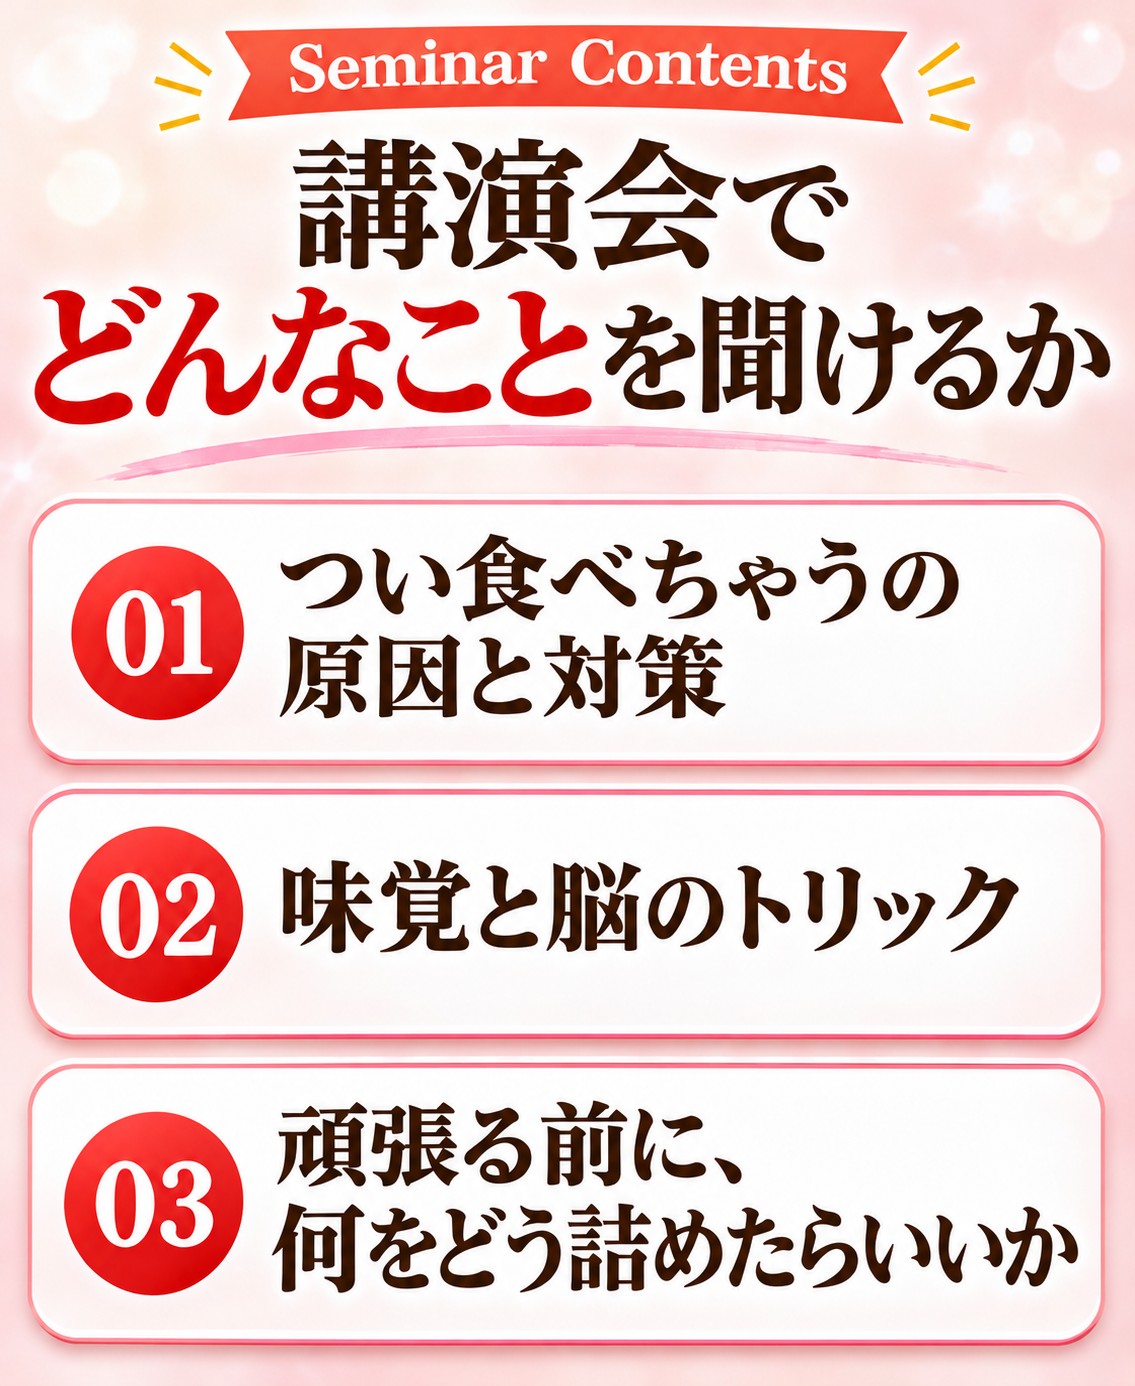 Seminar Contents
講演会で
どんなことを聞けるか
01
つい食べちゃうの
原因と対策
02
味覚と脳のトリック
03
頑張る前に、
何をどう詰めたらいいか